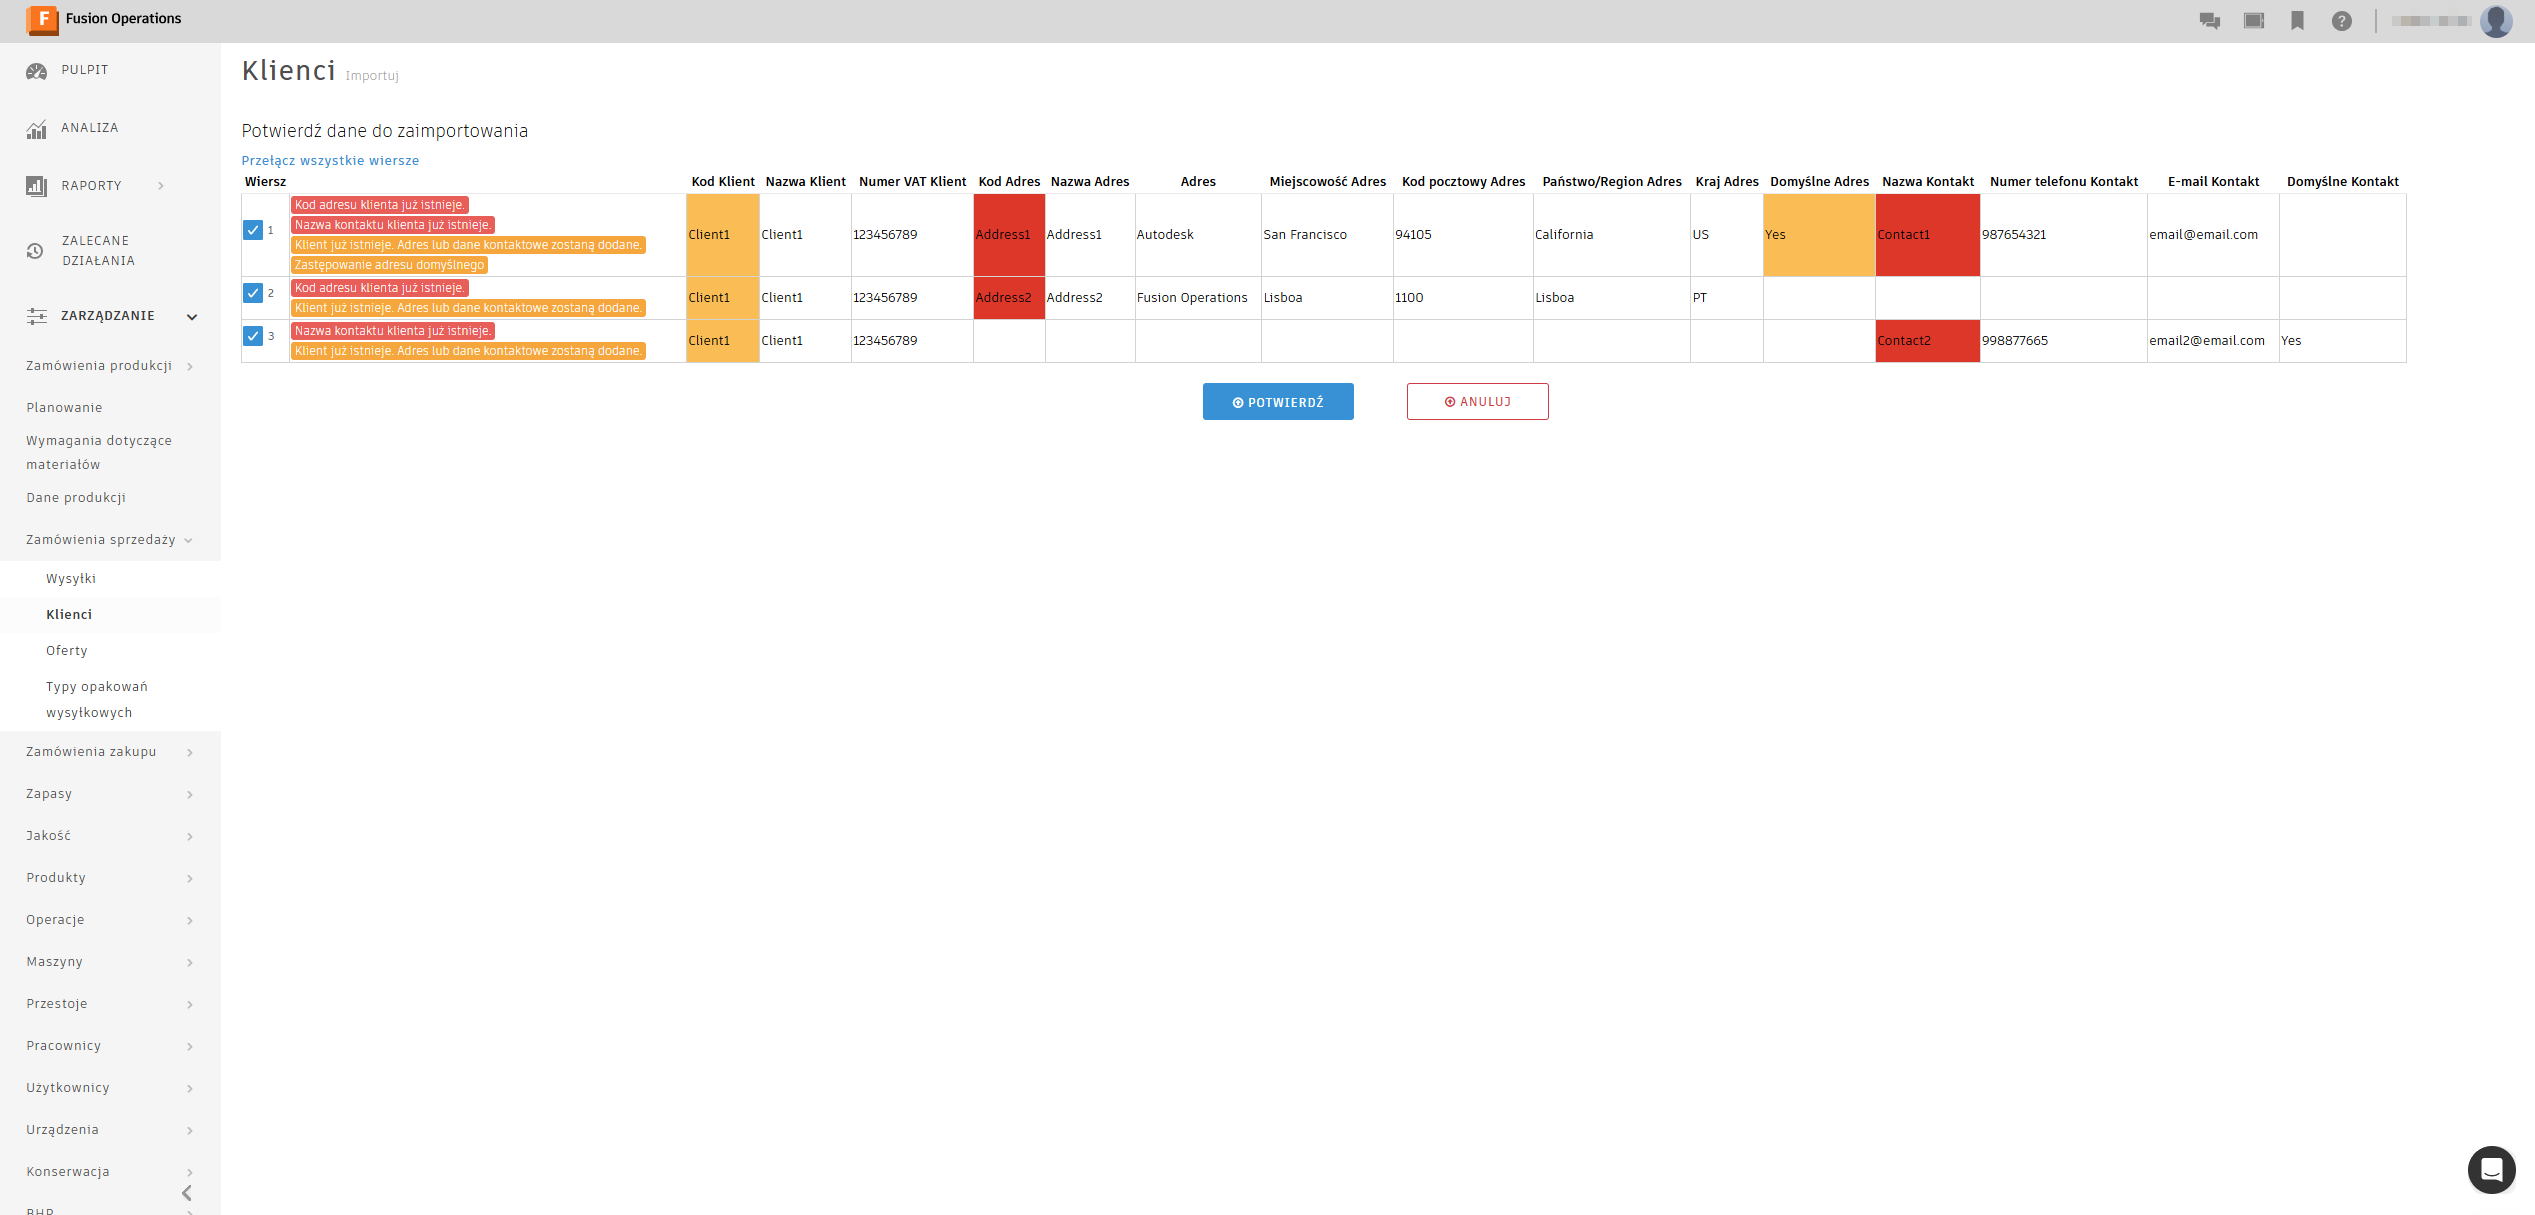 F Fusion Operations
PULPIT
ANALIZA
RAPORTY
ZALECANE
DZIAŁANIA
ZARZĄDZANIE
Zamówienia produkcji
Planowanie
Wymagania dotyczące
materiałów
Dane produkcji
Zamówienia sprzedaży
Wysyłki
Klienci
Oferty
Typy opakowań
wysyłkowych
Zamówienia zakupu
Zapasy
Jakość
Produkty
Operacje
Maszyny
Przestoje
Pracownicy
Użytkownicy
Urządzenia
Konserwacja
BHP
Klienci Importuj
Potwierdź dane do zaimportowania
Przełącz wszystkie wiersze
Wiersz Kod Klient Nazwa Klient Numer VAT Klient Kod Adres Nazwa Adres Adres Miejscowość Adres Kod pocztowy Adres Państwo/Region Adres Kraj Adres Domyślne Adres Nazwa Kontakt Numer telefonu Kontakt E-mail Kontakt Domyślne Kontakt
Kod adresu klienta już istnieje.
Nazwa kontaktu klienta już istnieje.
1 Client1 Client1 123456789 Address1 Address1 Autodesk San Francisco 94105 California US Yes Contact1 987654321 email@email.com
Klient już istnieje. Adres lub dane kontaktowe zostaną dodane.
Zastępowanie adresu domyślnego
Kod adresu klienta już istnieje.
2 Client1 Client1 123456789 Address2 Address2 Fusion Operations Lisboa 1100 Lisboa PT
Klient już istnieje. Adres lub dane kontaktowe zostaną dodane.
Nazwa kontaktu klienta już istnieje.
3 Client1 Client1 123456789 Contact2 998877665 email2@email.com Yes
Klient już istnieje. Adres lub dane kontaktowe zostaną dodane.
POTWIERDŹ ANULUJ